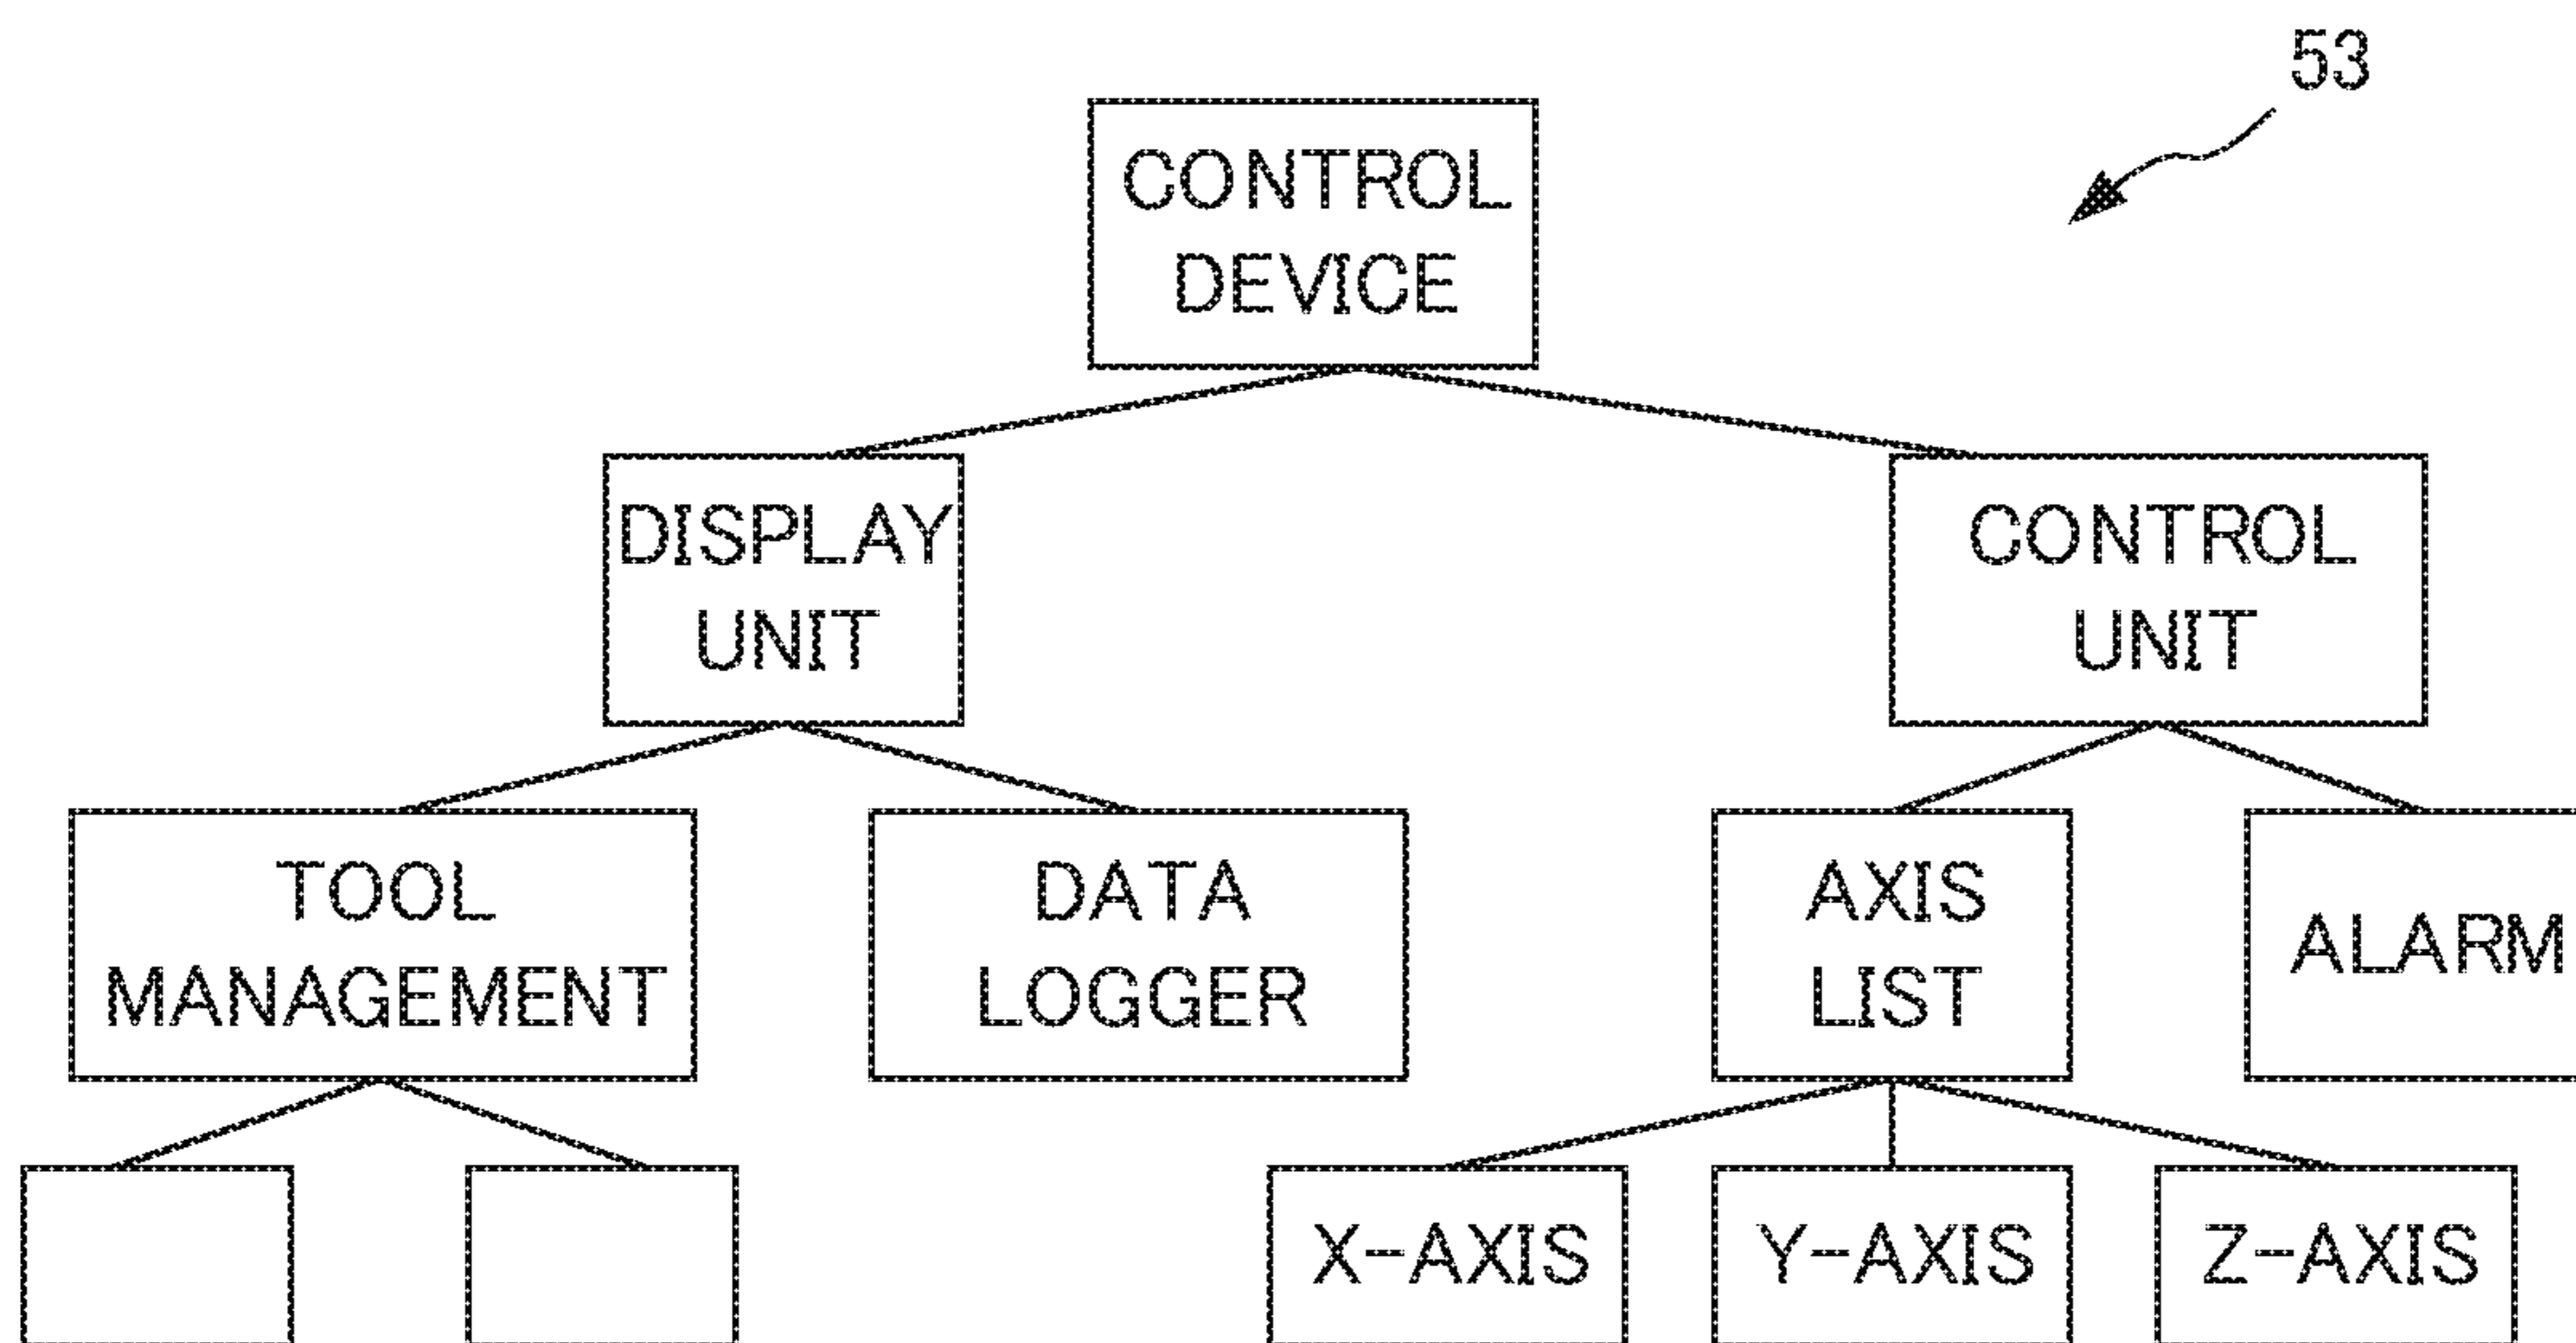 53
CONTROL
DEVICE
DISPLAY
UNIT
CONTROL
UNIT
TOOL
MANAGEMENT
DATA
LOGGER
AXIS
LIST
ALARM
X-AXIS
Y-AXIS
Z-AXIS